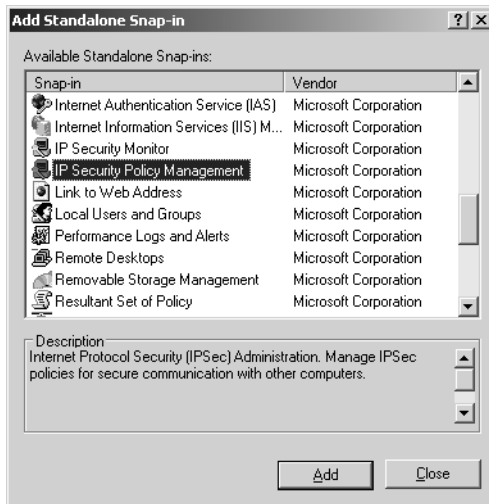 Add Standalone Snap-in
Available Standalone Snap-ins:
Snap-in Vendor
Internet Authentication Service (IAS) Microsoft Corporation
Internet Information Services (IIS) M... Microsoft Corporation
IP Security Monitor Microsoft Corporation
IP Security Policy Management Microsoft Corporation
Link to Web Address Microsoft Corporation
Local Users and Groups Microsoft Corporation
Performance Logs and Alerts Microsoft Corporation
Remote Desktops Microsoft Corporation
Removable Storage Management Microsoft Corporation
Resultant Set of Policy Microsoft Corporation
Description
Internet Protocol Security (IPSec) Administration. Manage IPSec
policies for secure communication with other computers.
Add Close